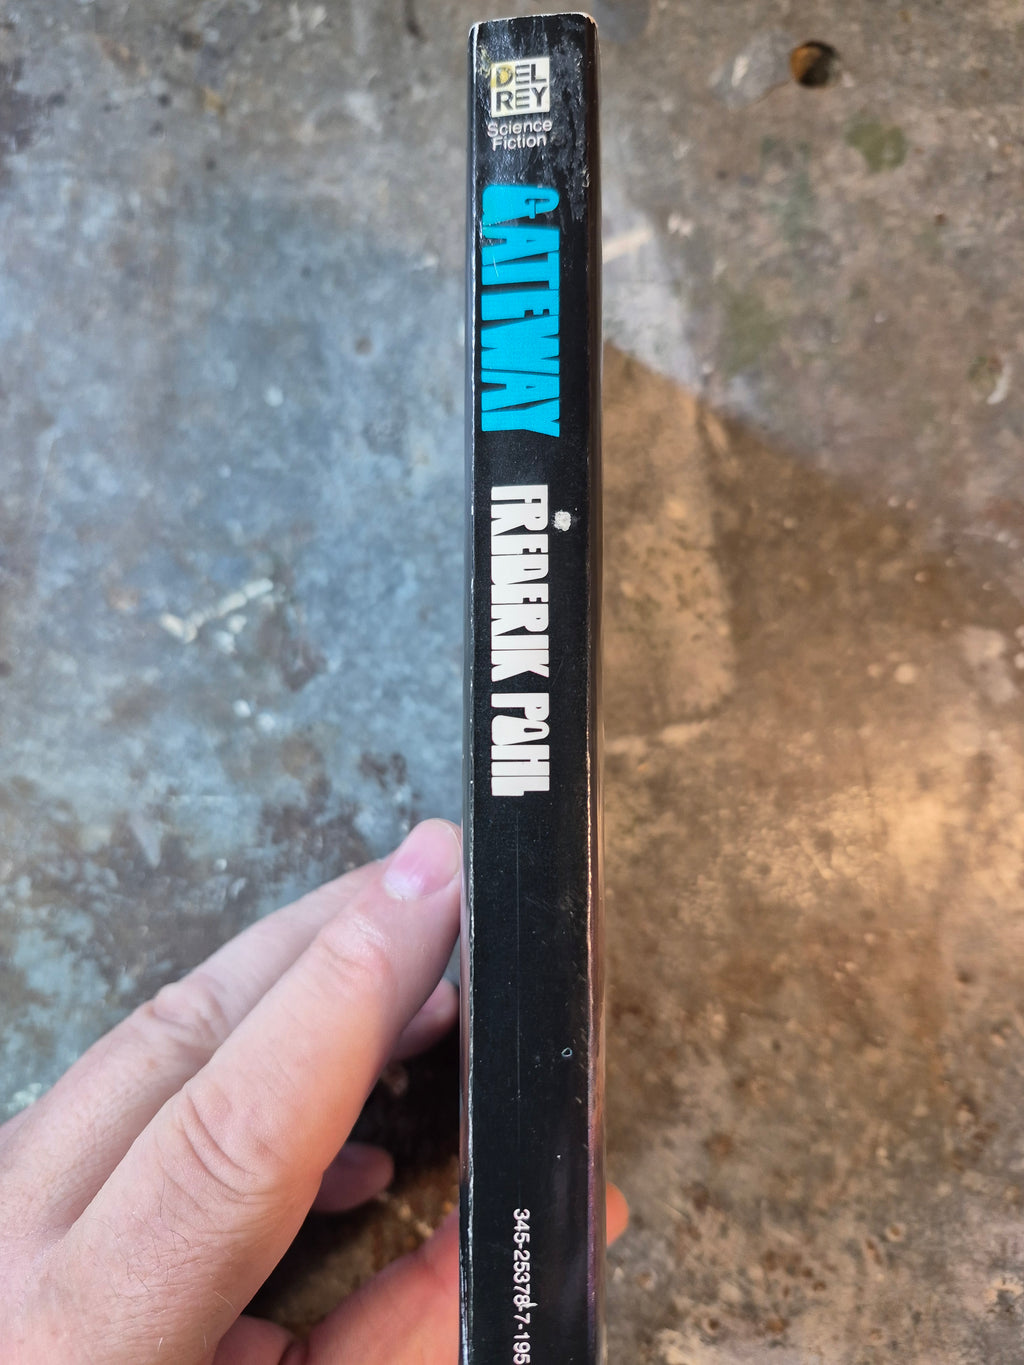 DEL
REY
Science
Fiction
GATEWAY
FREDERIK POHL
345-25378-7-195